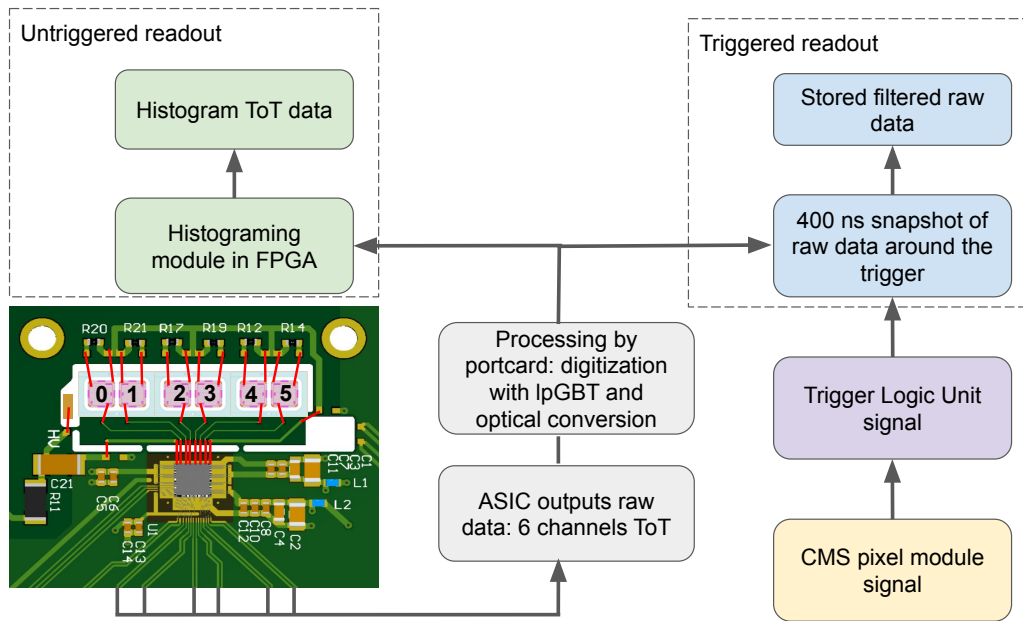 Untriggered readout
Histogram ToT data
Histograming
module in FPGA
Triggered readout
Stored filtered raw
data
400 ns snapshot of
raw data around the
trigger
Processing by
portcard: digitization
with lpGBT and
optical conversion
ASIC outputs raw
data: 6 channels ToT
Trigger Logic Unit
signal
CMS pixel module
signal
R20 R21 R17 R19 R12 R14
0 1 2 3 4 5
HV
C21
R11
C5
C6
C14
C13
U1
C12
C10
C8
C4
C2
C11
C3
C1
L1
L2